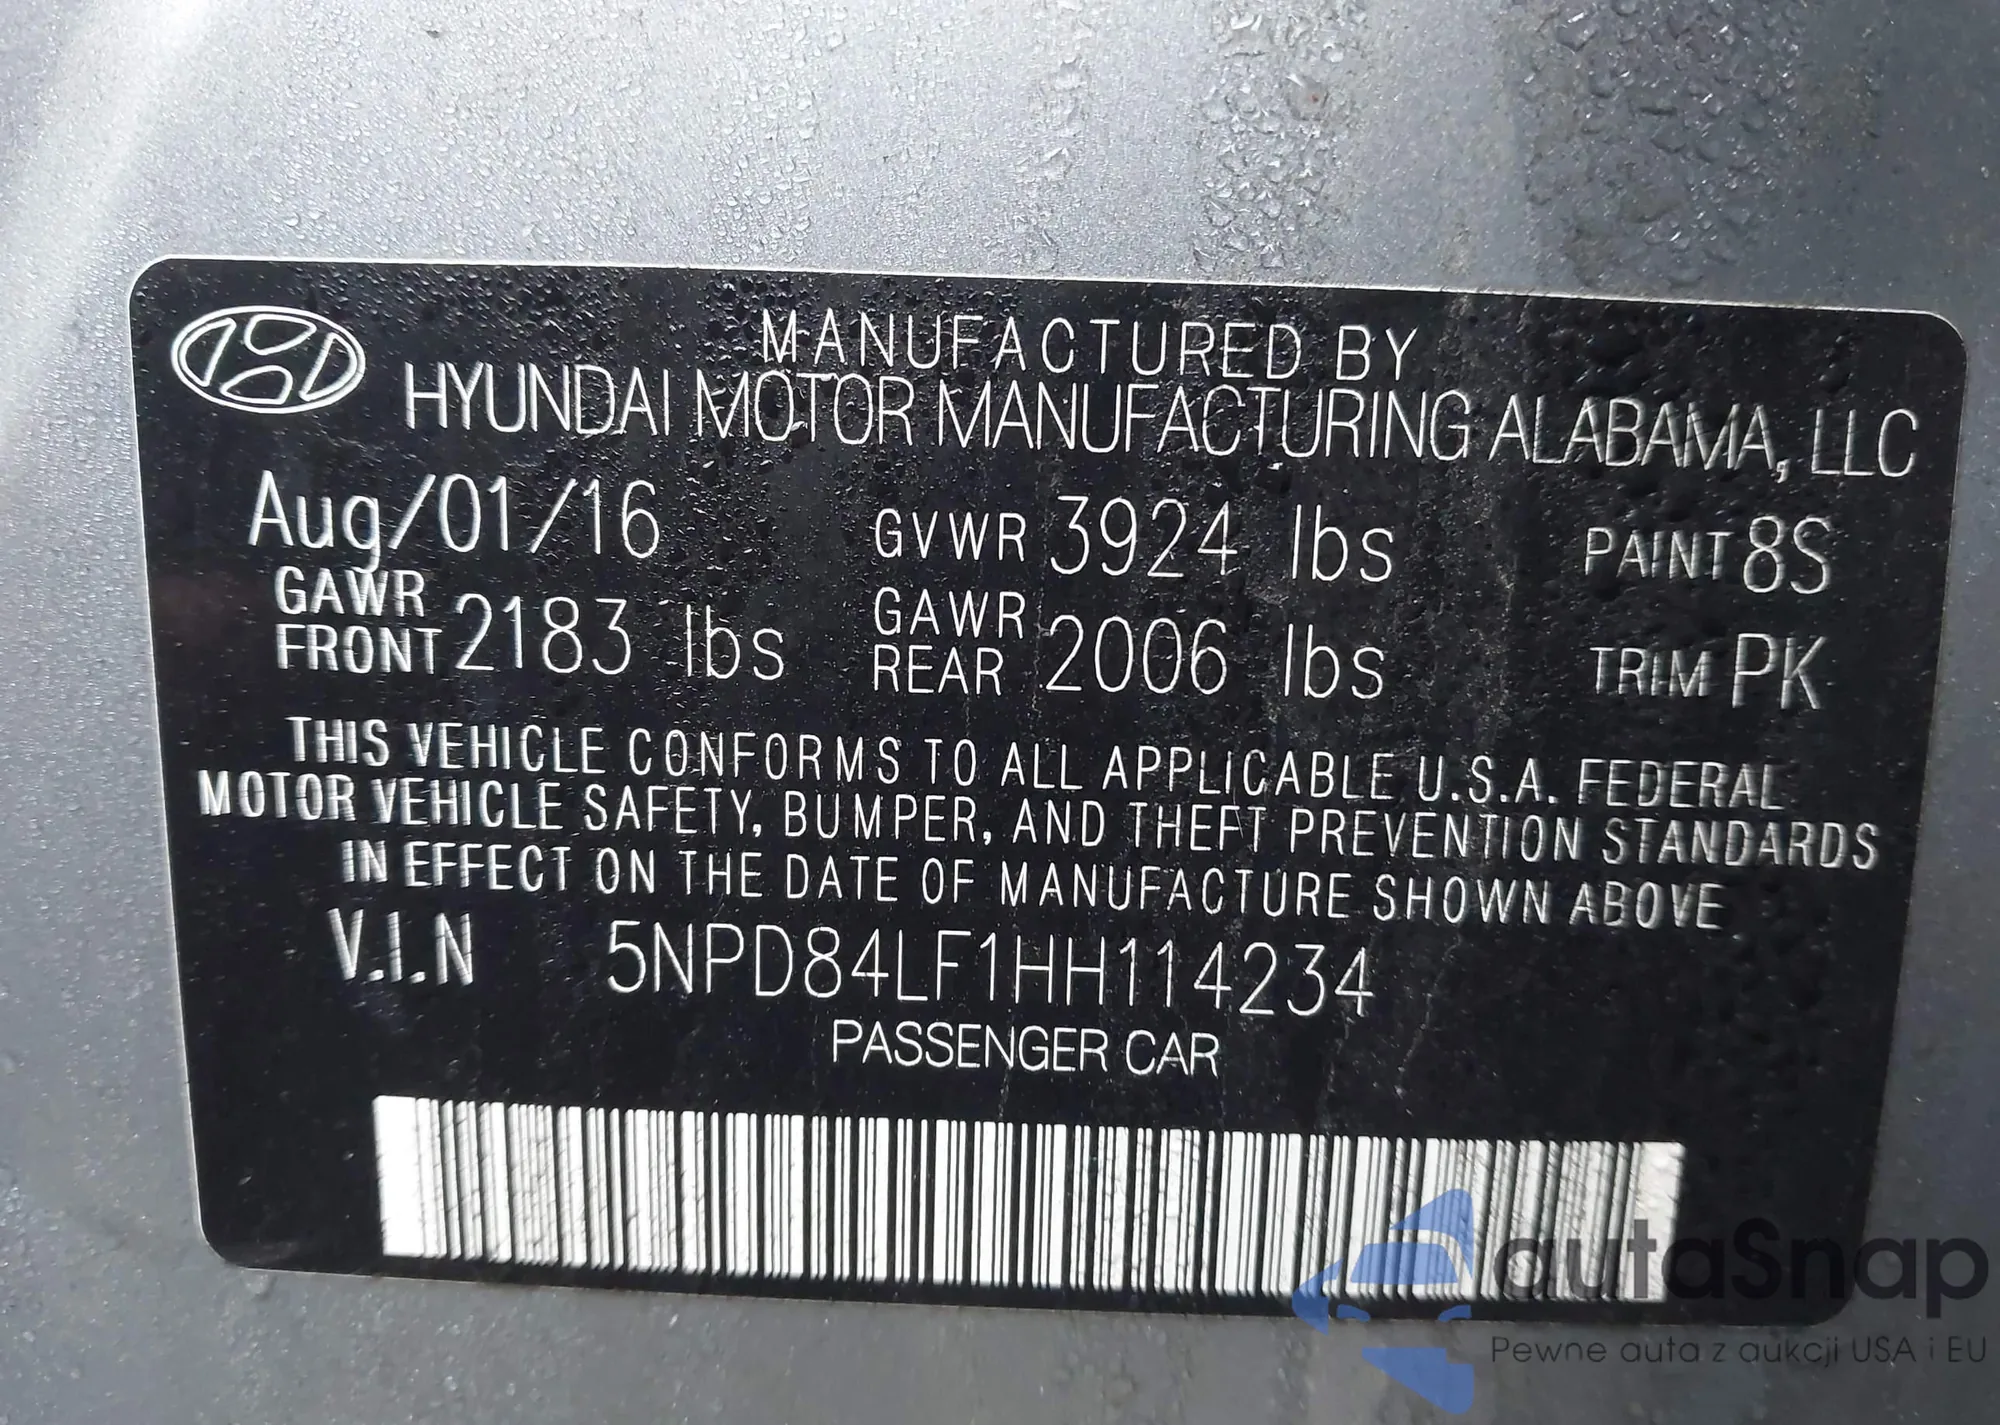 MANUFACTURED BY
HYUNDAI MOTOR MANUFACTURING ALABAMA, LLC
Aug/01/16 GVWR 3924 lbs PAINT 8S
GAWR FRONT 2183 lbs GAWR REAR 2006 lbs TRIM PK
THIS VEHICLE CONFORMS TO ALL APPLICABLE U.S.A. FEDERAL
MOTOR VEHICLE SAFETY, BUMPER, AND THEFT PREVENTION STANDARDS
IN EFFECT ON THE DATE OF MANUFACTURE SHOWN ABOVE
V.I.N 5NPD84LF1HH114234
PASSENGER CAR
autaSnap
Pewne auta z aukcji USA i EU